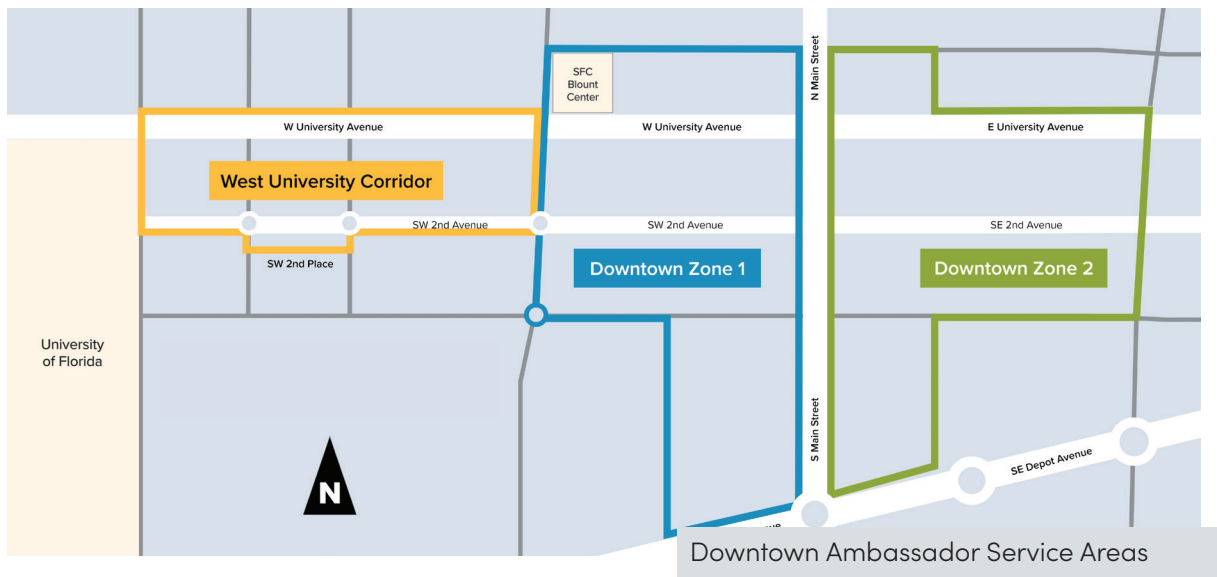 N Main Street
SFC
Blount
Center
W University Avenue
W University Avenue
E University Avenue
West University Corridor
SW 2nd Avenue
SW 2nd Avenue
SE 2nd Avenue
SW 2nd Place
Downtown Zone 1
Downtown Zone 2
University
of Florida
S Main Street
SE Depot Avenue
N
Downtown Ambassador Service Areas